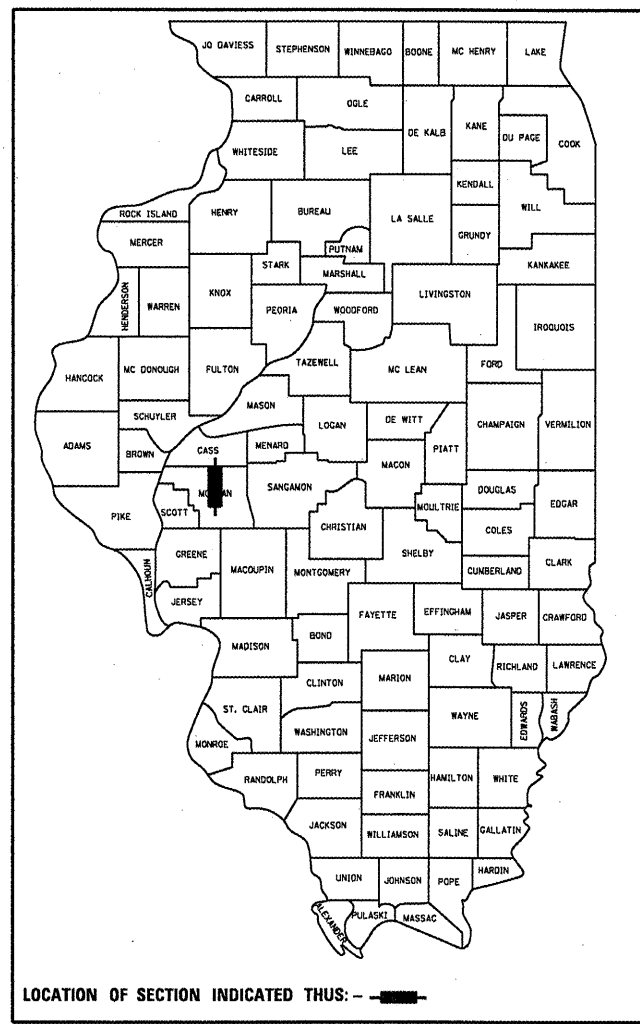 JO DAVIESS STEPHENSON WINNEBAGO BOONE MC HENRY LAKE
CARROLL OGLE DE KALB KANE DU PAGE COOK
WHITESIDE LEE
KENDALL WILL
ROCK ISLAND HENRY BUREAU LA SALLE GRUNDY
MERCER PUTNAM
STARK MARSHALL KANKAKEE
HENDERSON WARREN KNOX PEORIA WOODFORD LIVINGSTON IROQUOIS
HANCOCK MC DONOUGH FULTON TAZEWELL MC LEAN FORD
MASON
SCHUYLER LOGAN DE WITT CHAMPAIGN VERMILION
ADAMS BROWN CASS MENARD MACON PIATT
PIKE SCOTT SANGAMON MOULTRIE DOUGLAS EDGAR
CHRISTIAN COLES
GREENE MACOUPIN MONTGOMERY SHELBY CUMBERLAND CLARK
CALHOUN JERSEY
FAYETTE EFFINGHAM JASPER CRAWFORD
MADISON BOND
CLAY RICHLAND LAWRENCE
CLINTON MARION
ST. CLAIR WAYNE EDWARDS WABASH
MONROE WASHINGTON JEFFERSON
RANDOLPH PERRY HAMILTON WHITE
FRANKLIN
JACKSON WILLIAMSON SALINE GALLATIN
UNION JOHNSON POPE HARDIN
ALEXANDER PULASKI MASSAC
LOCATION OF SECTION INDICATED THUS: -